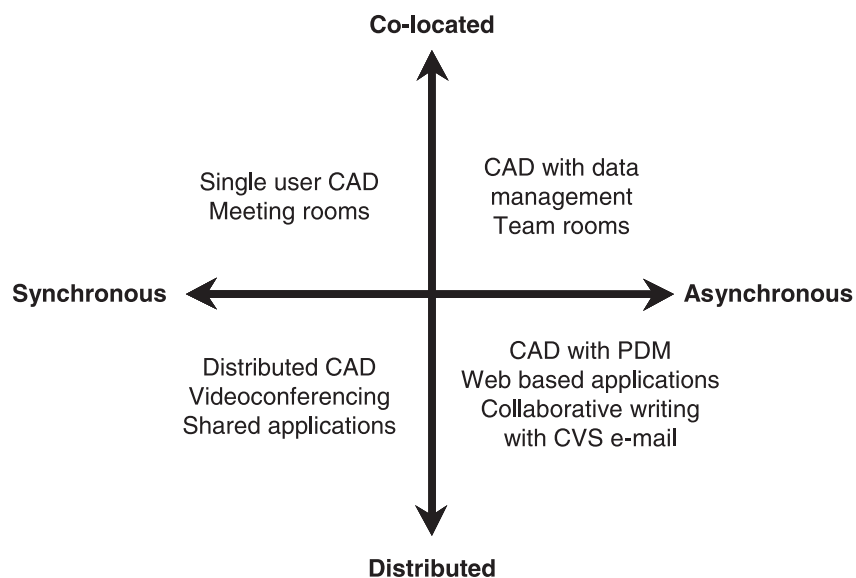 Co-located
Single user CAD
Meeting rooms
CAD with data
management
Team rooms
Synchronous
Asynchronous
Distributed CAD
Videoconferencing
Shared applications
CAD with PDM
Web based applications
Collaborative writing
with CVS e-mail
Distributed